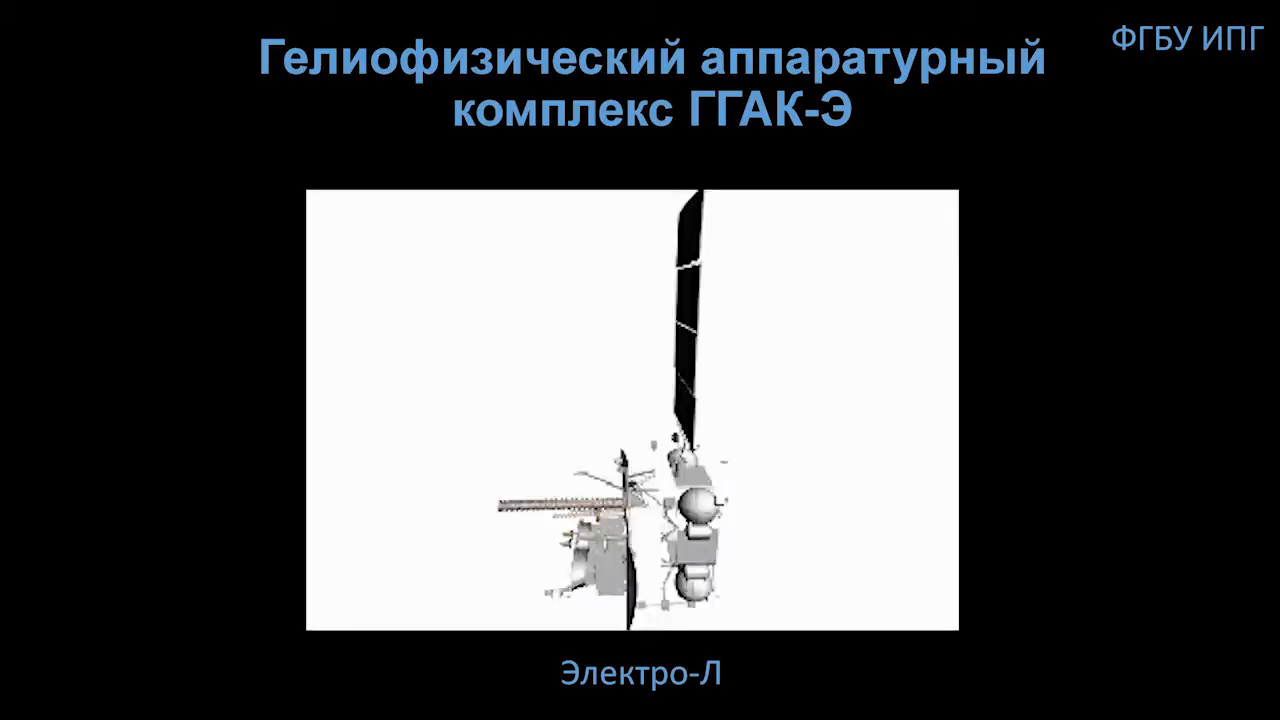 ФГБУ ИПГ
Гелиофизический аппаратурный
комплекс ГГАК-Э
Электро-Л